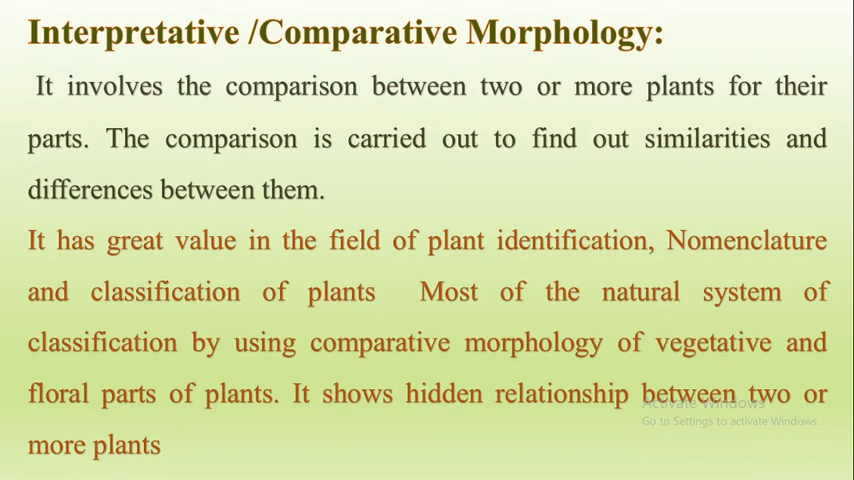 Interpretative /Comparative Morphology:
It involves the comparison between two or more plants for their
parts. The comparison is carried out to find out similarities and
differences between them.
It has great value in the field of plant identification, Nomenclature
and classification of plants Most of the natural system of
classification by using comparative morphology of vegetative and
floral parts of plants. It shows hidden relationship between two or
more plants
Activate Windows
Go to Settings to activate Windows.